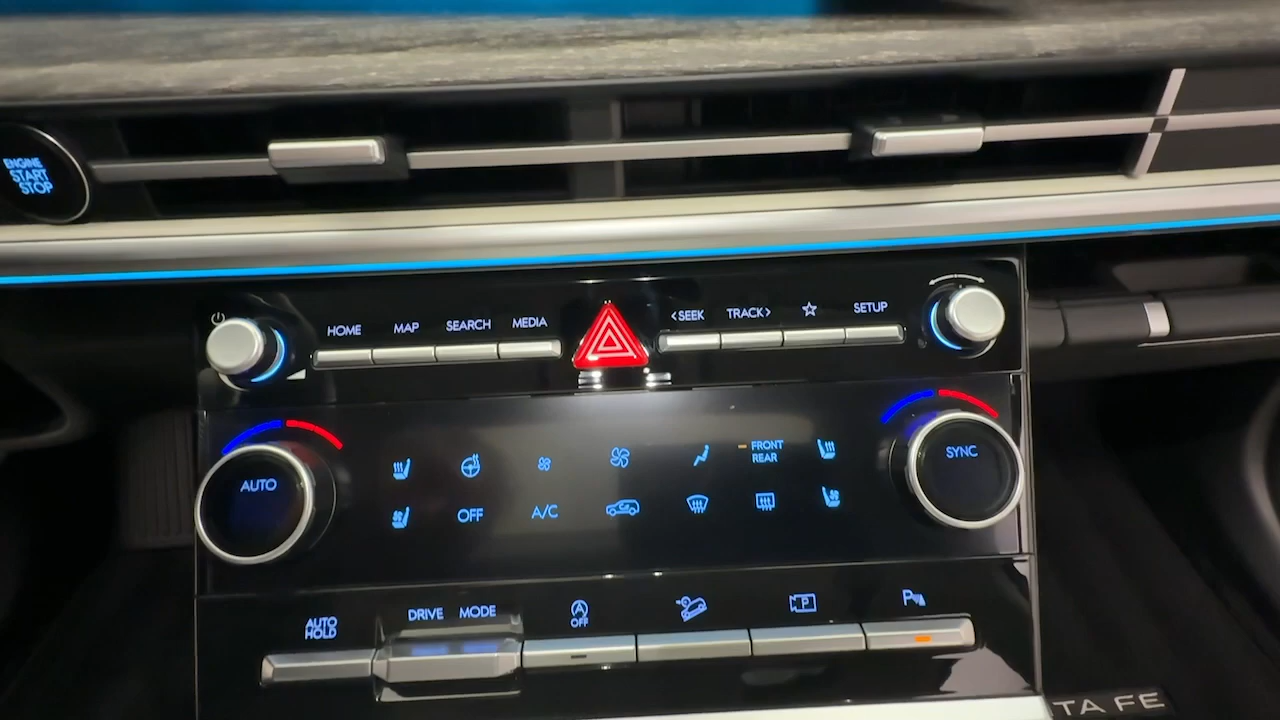 ENGINE
START
STOP
HOME
MAP
SEARCH
MEDIA
<SEEK
TRACK>
SETUP
AUTO
FRONT
REAR
SYNC
OFF
A/C
AUTO
HOLD
DRIVE MODE
A
OFF
P
P
TA FE